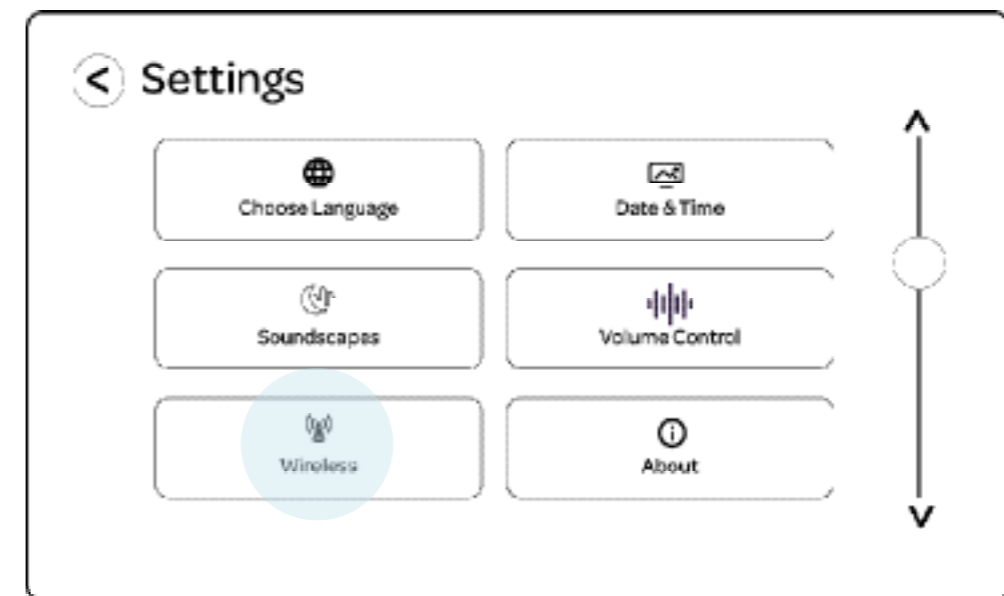 Settings
Choose Language
Date & Time
Soundscapes
Volume Control
Wireless
About